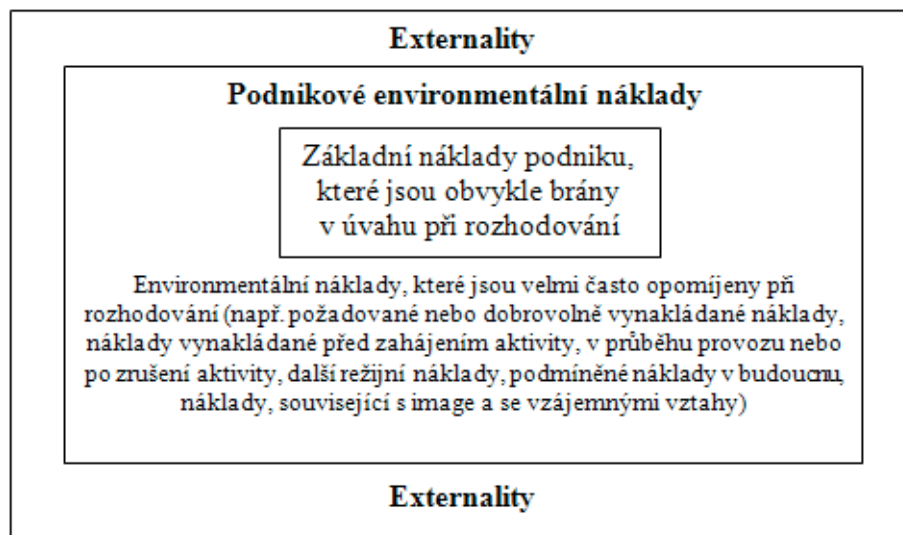 Externality
Podnikové environmentální náklady
Základní náklady podniku,
které jsou obvykle brány
v úvahu při rozhodování
Environmentální náklady, které jsou velmi často opomíjeny při
rozhodování (např. požadované nebo dobrovolně vynakládané náklady,
náklady vynakládané před zahájením aktivity, v průběhu provozu nebo
po zrušení aktivity, další režijní náklady, podmíněné náklady v budoucnu,
náklady, související s image a se vzájemnými vztahy)
Externality